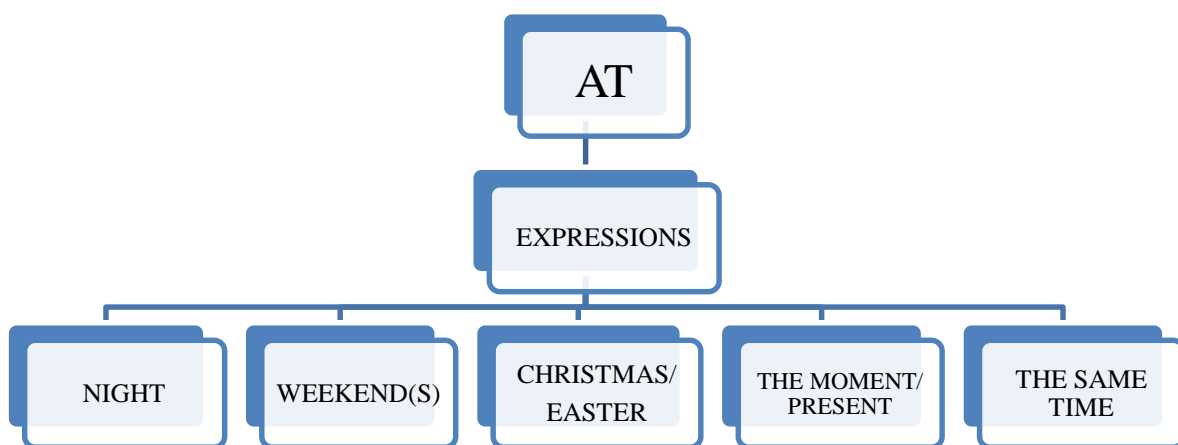 AT
EXPRESSIONS
NIGHT
WEEKEND(S)
CHRISTMAS/
EASTER
THE MOMENT/
PRESENT
THE SAME
TIME